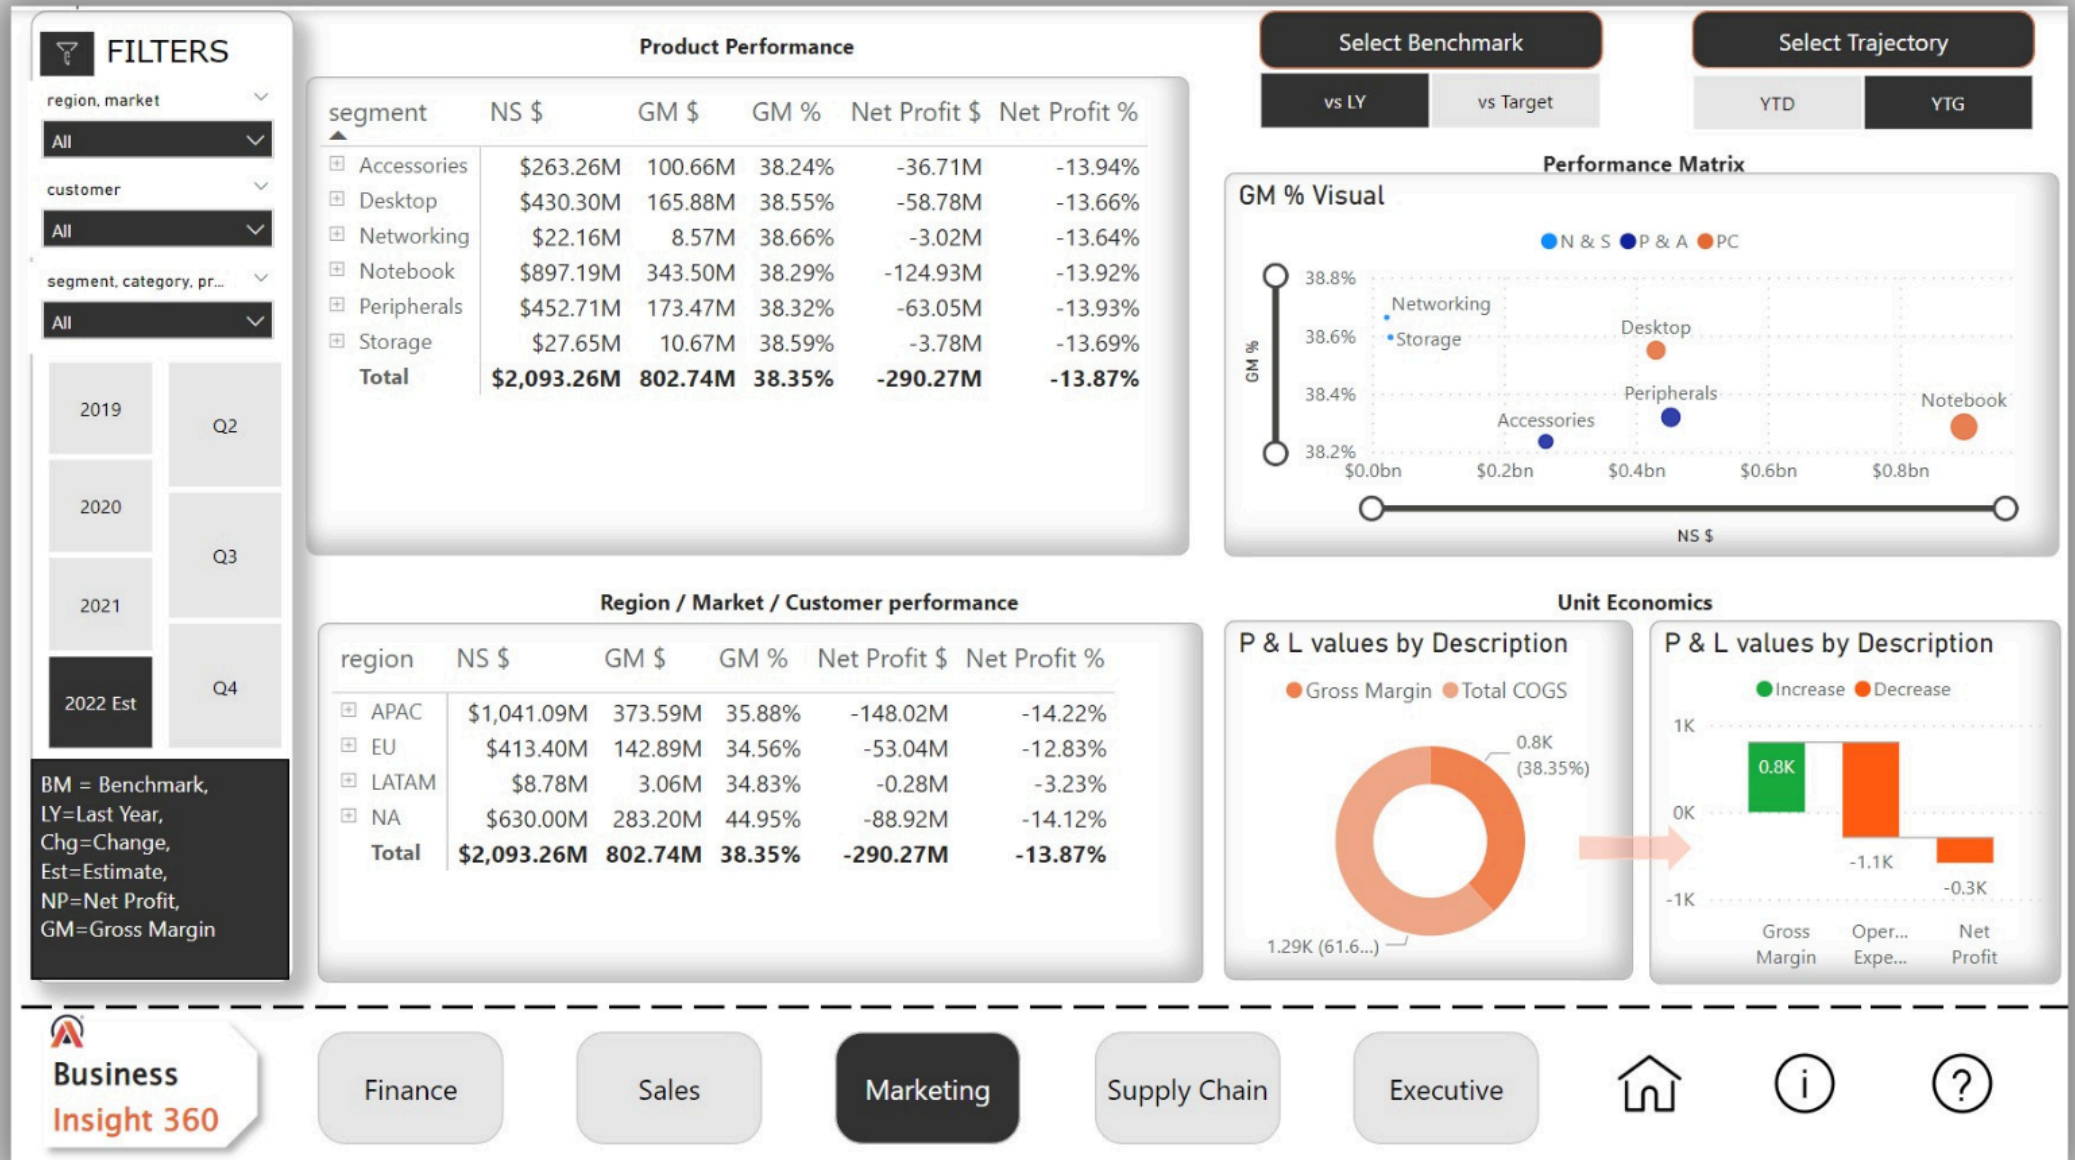 FILTERS
region, market
All
customer
All
segment, category, pr...
All
2019
2020
2021
2022 Est
Q2
Q3
Q4
BM = Benchmark,
LY=Last Year,
Chg=Change,
Est=Estimate,
NP=Net Profit,
GM=Gross Margin
Product Performance
segment NS $ GM $ GM % Net Profit $ Net Profit %
Accessories $263.26M 100.66M 38.24% -36.71M -13.94%
Desktop $430.30M 165.88M 38.55% -58.78M -13.66%
Networking $22.16M 8.57M 38.66% -3.02M -13.64%
Notebook $897.19M 343.50M 38.29% -124.93M -13.92%
Peripherals $452.71M 173.47M 38.32% -63.05M -13.93%
Storage $27.65M 10.67M 38.59% -3.78M -13.69%
Total $2,093.26M 802.74M 38.35% -290.27M -13.87%
Select Benchmark
vs LY vs Target
Select Trajectory
YTD YTG
Performance Matrix
GM % Visual
N & S P & A PC
GM %
38.8%
38.6%
38.4%
38.2%
Networking
Storage
Desktop
Peripherals
Accessories
Notebook
$0.0bn $0.2bn $0.4bn $0.6bn $0.8bn
NS $
Region / Market / Customer performance
region NS $ GM $ GM % Net Profit $ Net Profit %
APAC $1,041.09M 373.59M 35.88% -148.02M -14.22%
EU $413.40M 142.89M 34.56% -53.04M -12.83%
LATAM $8.78M 3.06M 34.83% -0.28M -3.23%
NA $630.00M 283.20M 44.95% -88.92M -14.12%
Total $2,093.26M 802.74M 38.35% -290.27M -13.87%
Unit Economics
P & L values by Description
Gross Margin Total COGS
0.8K
(38.35%)
1.29K (61.6...)
P & L values by Description
Increase Decrease
1K
0K
-1K
0.8K
-1.1K
-0.3K
Gross
Margin
Oper...
Expe...
Net
Profit
Business
Insight 360
Finance
Sales
Marketing
Supply Chain
Executive
i
?